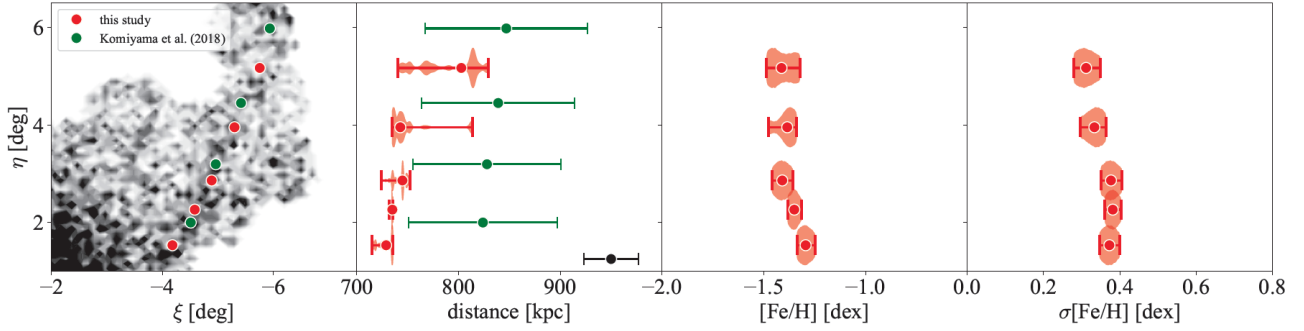 this study
Komiyama et al. (2018)
6
4
2
η [deg]
−2 −4 −6
ξ [deg]
700 800 900
distance [kpc]
−2.0 −1.5 −1.0
[Fe/H] [dex]
0.0 0.2 0.4 0.6 0.8
σ[Fe/H] [dex]